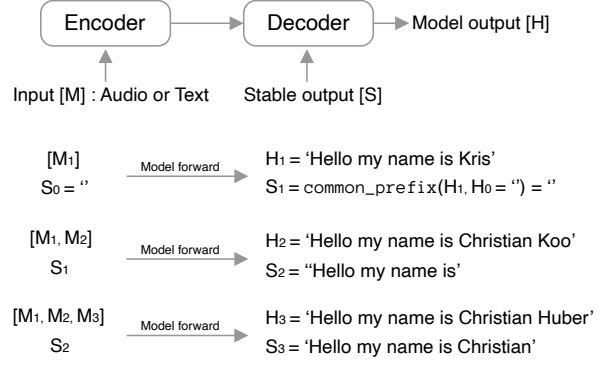 Encoder Decoder Model output [H]
Input [M] : Audio or Text Stable output [S]
[M1] Model forward H1 = 'Hello my name is Kris'
S0 = ‘’ S1 = common_prefix(H1, H0 = ‘’) = ‘’
[M1, M2] Model forward H2 = 'Hello my name is Christian Koo'
S1 S2 = “Hello my name is’
[M1, M2, M3] Model forward H3 = 'Hello my name is Christian Huber'
S2 S3 = 'Hello my name is Christian'